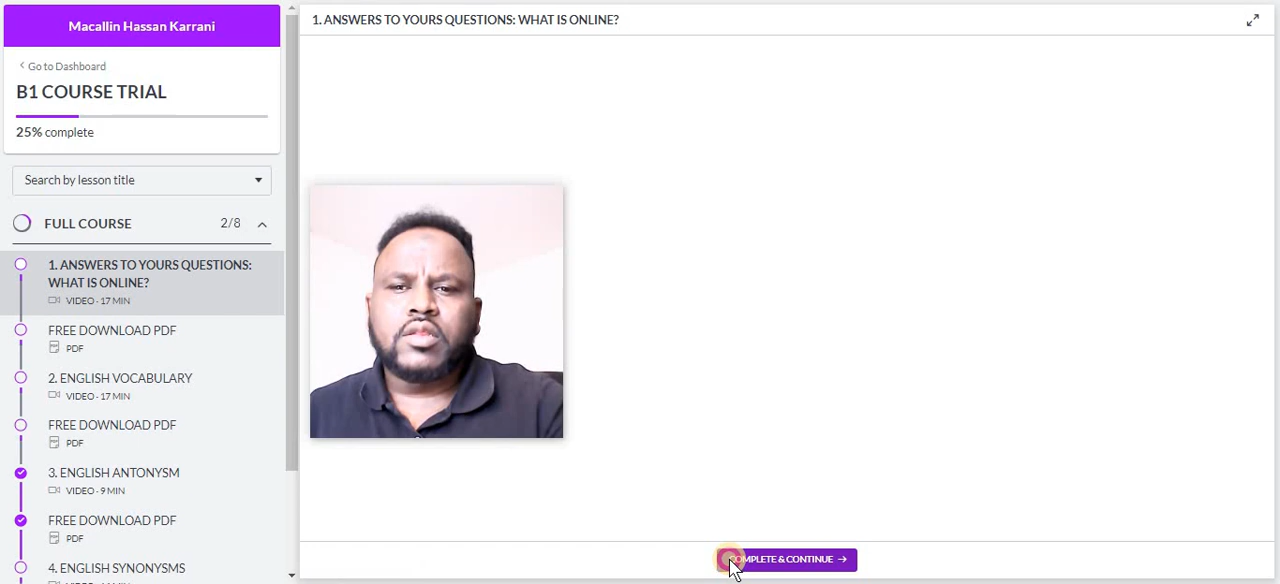 Macallin Hassan Karrani
Go to Dashboard
B1 COURSE TRIAL
25% complete
Search by lesson title
FULL COURSE 2/8
1. ANSWERS TO YOURS QUESTIONS:
WHAT IS ONLINE?
VIDEO · 17 MIN
FREE DOWNLOAD PDF
PDF
2. ENGLISH VOCABULARY
VIDEO · 17 MIN
FREE DOWNLOAD PDF
PDF
3. ENGLISH ANTONYSM
VIDEO · 9 MIN
FREE DOWNLOAD PDF
PDF
4. ENGLISH SYNONYSMS
1. ANSWERS TO YOURS QUESTIONS: WHAT IS ONLINE?
COMPLETE & CONTINUE →